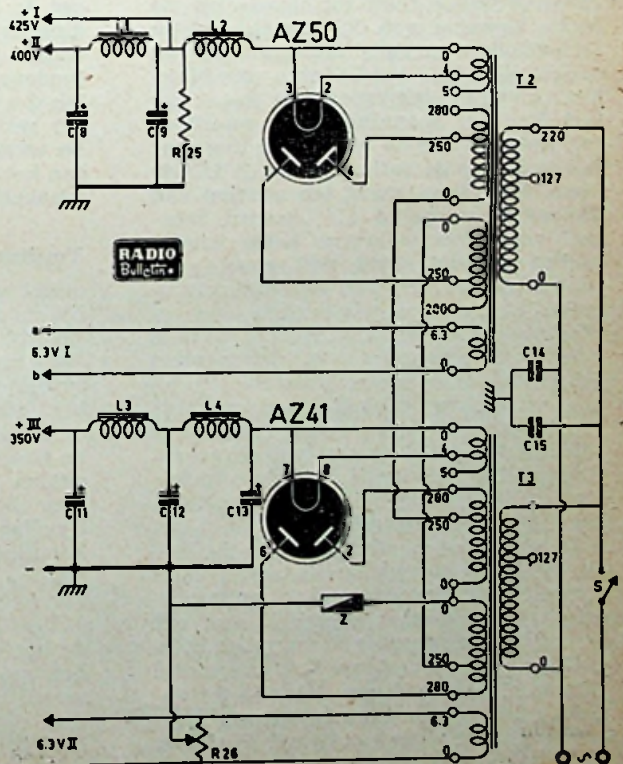 + I
425V
+ II
400V
L1
L2
AZ50
C8
C9
R25
3
2
1
4
0
4
5
280
250
0
0
250
280
6.3
0
T2
220
127
0
RADIO
Bulletin
a
6.3V I
b
C14
C15
+ III
350V
L3
L4
AZ41
C11
C12
C13
7
8
6
2
0
4
5
280
250
0
0
250
280
6.3
0
T3
127
0
S
-
Z
6.3V II
R26